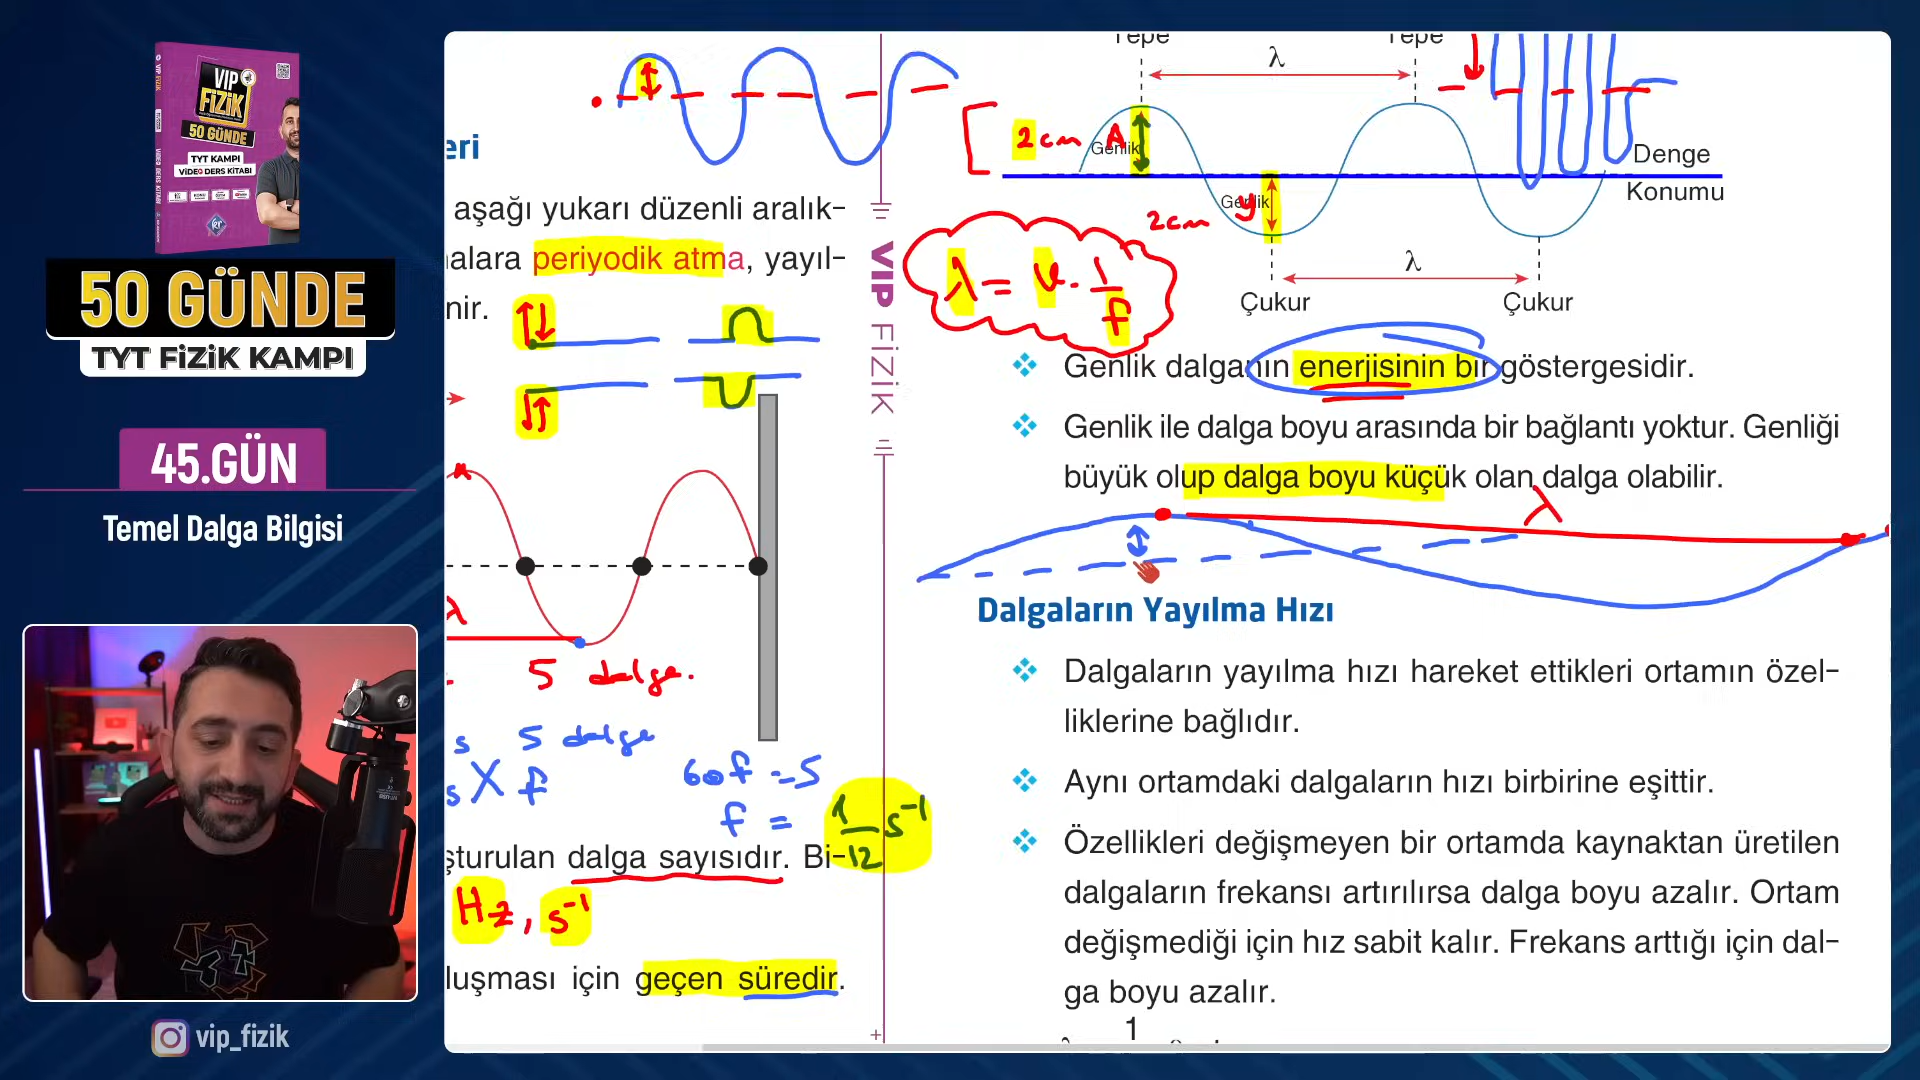 VIP
FİZİK
50 GÜNDE
TYT KAMPI
VİDEO DERS KİTABI
50 GÜNDE
TYT FİZİK KAMPI
45.GÜN
Temel Dalga Bilgisi
vip_fizik
eri
aşağı yukarı düzenli aralık-
alara periyodik atma, yayıl-
nir.
λ
5 dalga.
s 5 dalga
s X f
60f = 5
f = 1/12 s⁻¹
şturulan dalga sayısıdır. Bi-
Hz, s⁻¹
luşması için geçen süredir.
VIP FİZİK
Tepe Tepe
λ
2cm A
Genlik
Denge
Konumu
Genlik
y
2cm
λ = v . 1/f
λ
Çukur Çukur
Genlik dalganın enerjisinin bir göstergesidir.
Genlik ile dalga boyu arasında bir bağlantı yoktur. Genliği
büyük olup dalga boyu küçük olan dalga olabilir.
λ
Dalgaların Yayılma Hızı
Dalgaların yayılma hızı hareket ettikleri ortamın özel-
liklerine bağlıdır.
Aynı ortamdaki dalgaların hızı birbirine eşittir.
Özellikleri değişmeyen bir ortamda kaynaktan üretilen
dalgaların frekansı artırılırsa dalga boyu azalır. Ortam
değişmediği için hız sabit kalır. Frekans arttığı için dal-
ga boyu azalır.
1